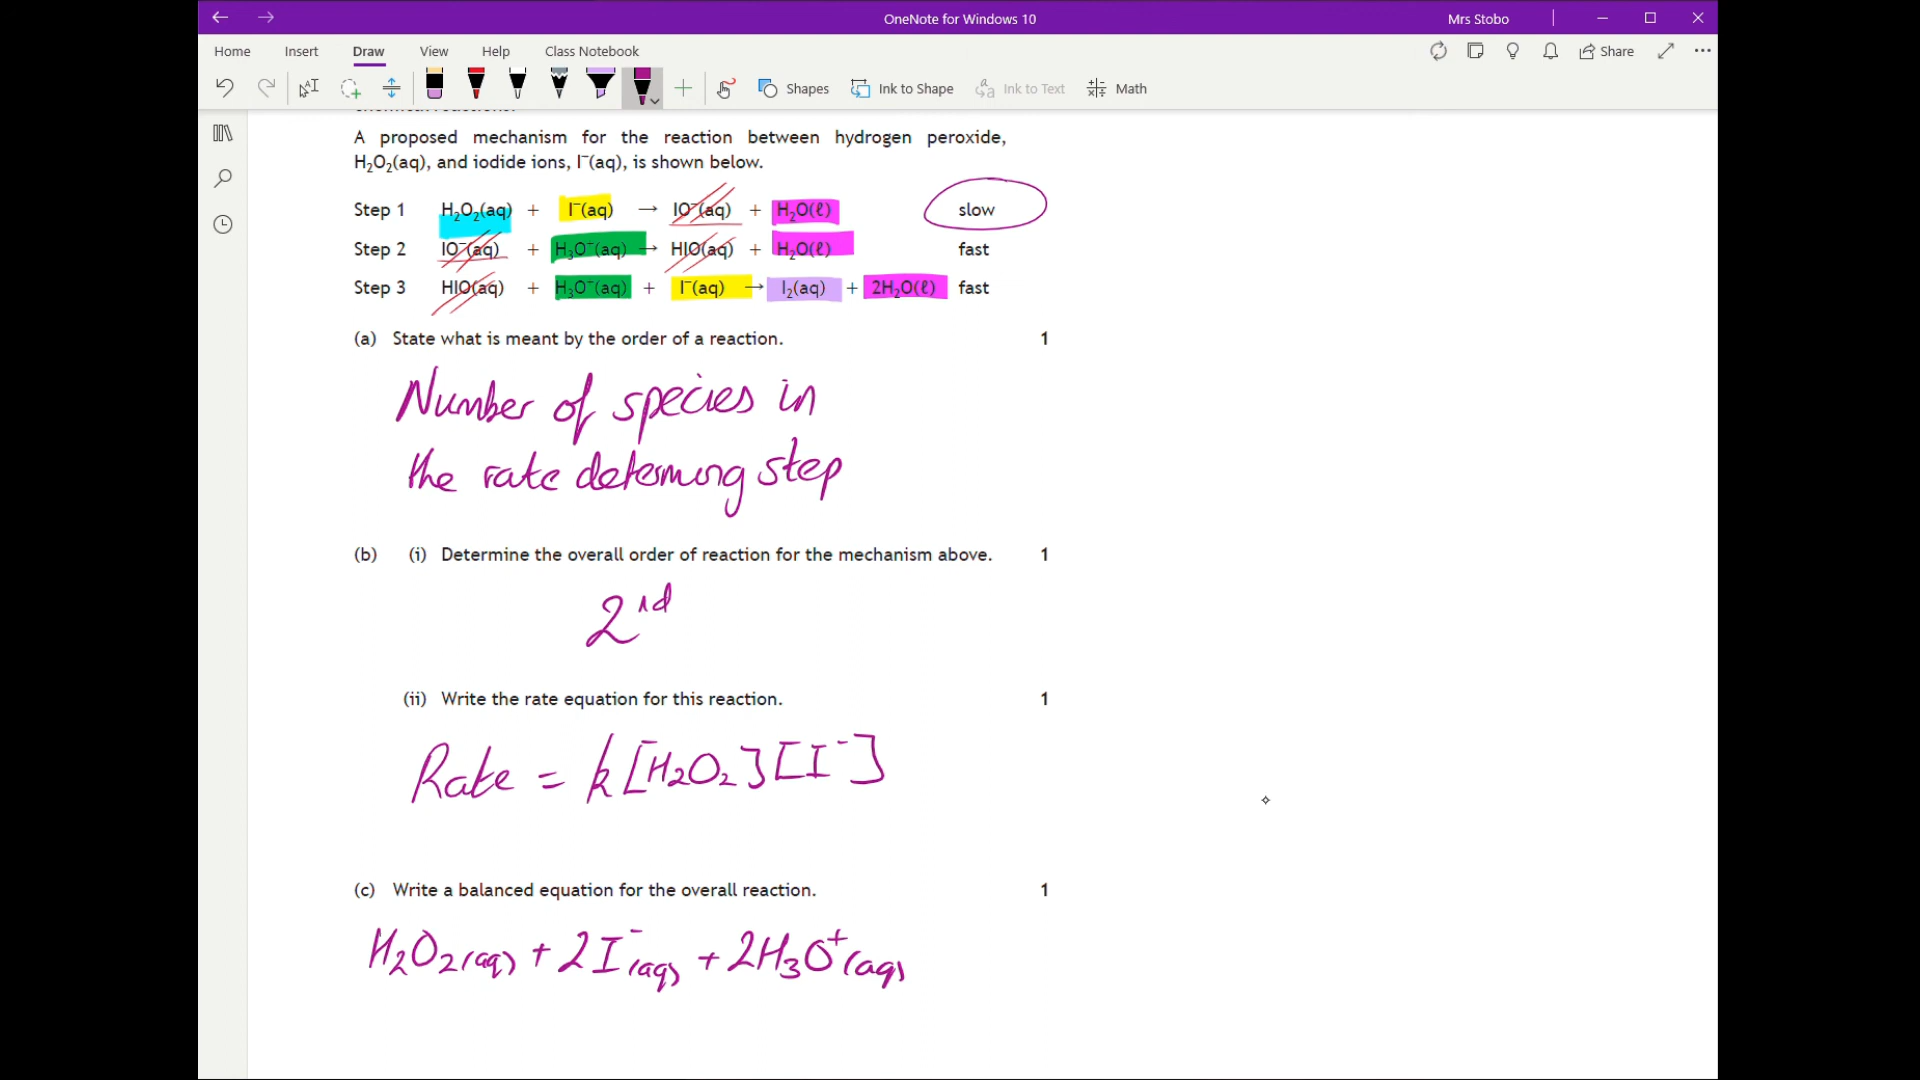 OneNote for Windows 10
Mrs Stobo
Home Insert Draw View Help Class Notebook
Share
Shapes Ink to Shape Ink to Text Math
chemical reactions.
A proposed mechanism for the reaction between hydrogen peroxide,
H₂O₂(aq), and iodide ions, I⁻(aq), is shown below.
Step 1 H₂O₂(aq) + I⁻(aq) → IO⁻(aq) + H₂O(ℓ) slow
Step 2 IO⁻(aq) + H₃O⁺(aq) → HIO(aq) + H₂O(ℓ) fast
Step 3 HIO(aq) + H₃O⁺(aq) + I⁻(aq) → I₂(aq) + 2H₂O(ℓ) fast
(a) State what is meant by the order of a reaction. 1
Number of species in
the rate determing step
(b) (i) Determine the overall order of reaction for the mechanism above. 1
2nd
(ii) Write the rate equation for this reaction. 1
Rate = k[H₂O₂][I⁻]
(c) Write a balanced equation for the overall reaction. 1
H₂O₂(aq) + 2I⁻(aq) + 2H₃O⁺(aq)